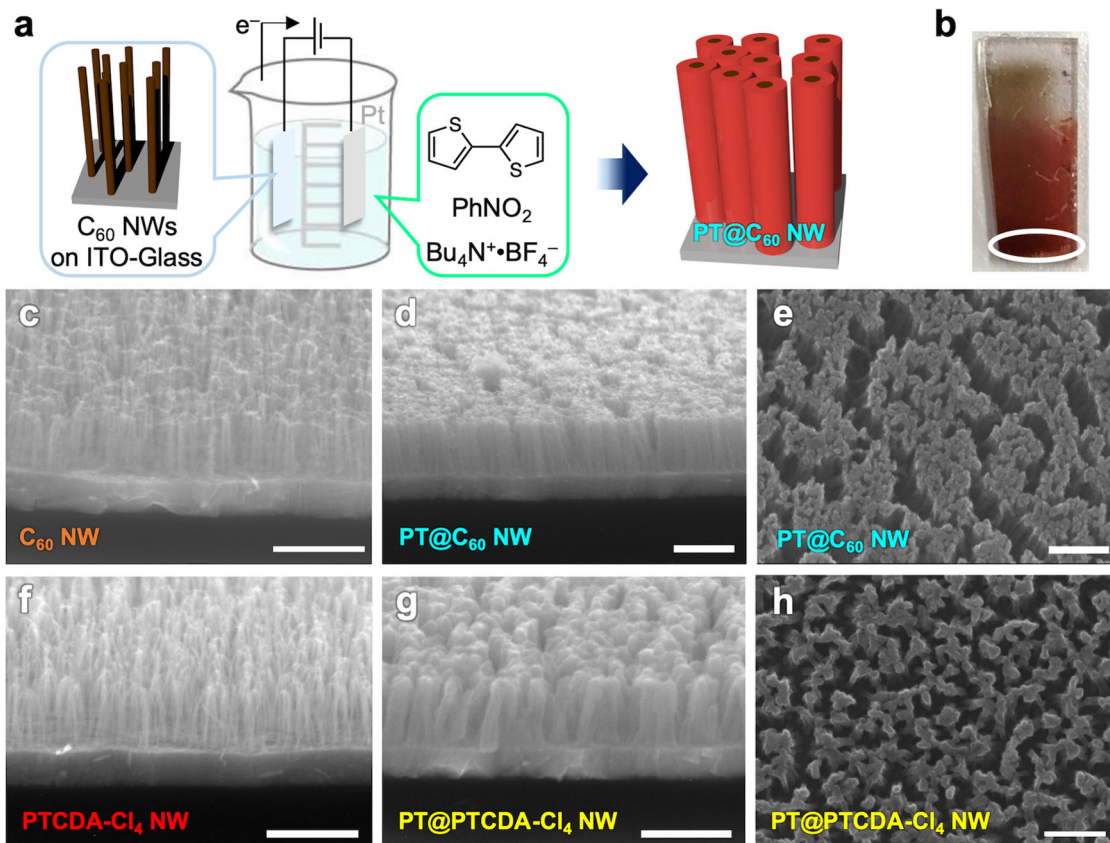 a
e⁻
Pt
C₆₀ NWs
on ITO-Glass
S
S
PhNO₂
Bu₄N⁺•BF₄⁻
PT@C₆₀ NW
b
c
C₆₀ NW
d
PT@C₆₀ NW
e
PT@C₆₀ NW
f
PTCDA-Cl₄ NW
g
PT@PTCDA-Cl₄ NW
h
PT@PTCDA-Cl₄ NW